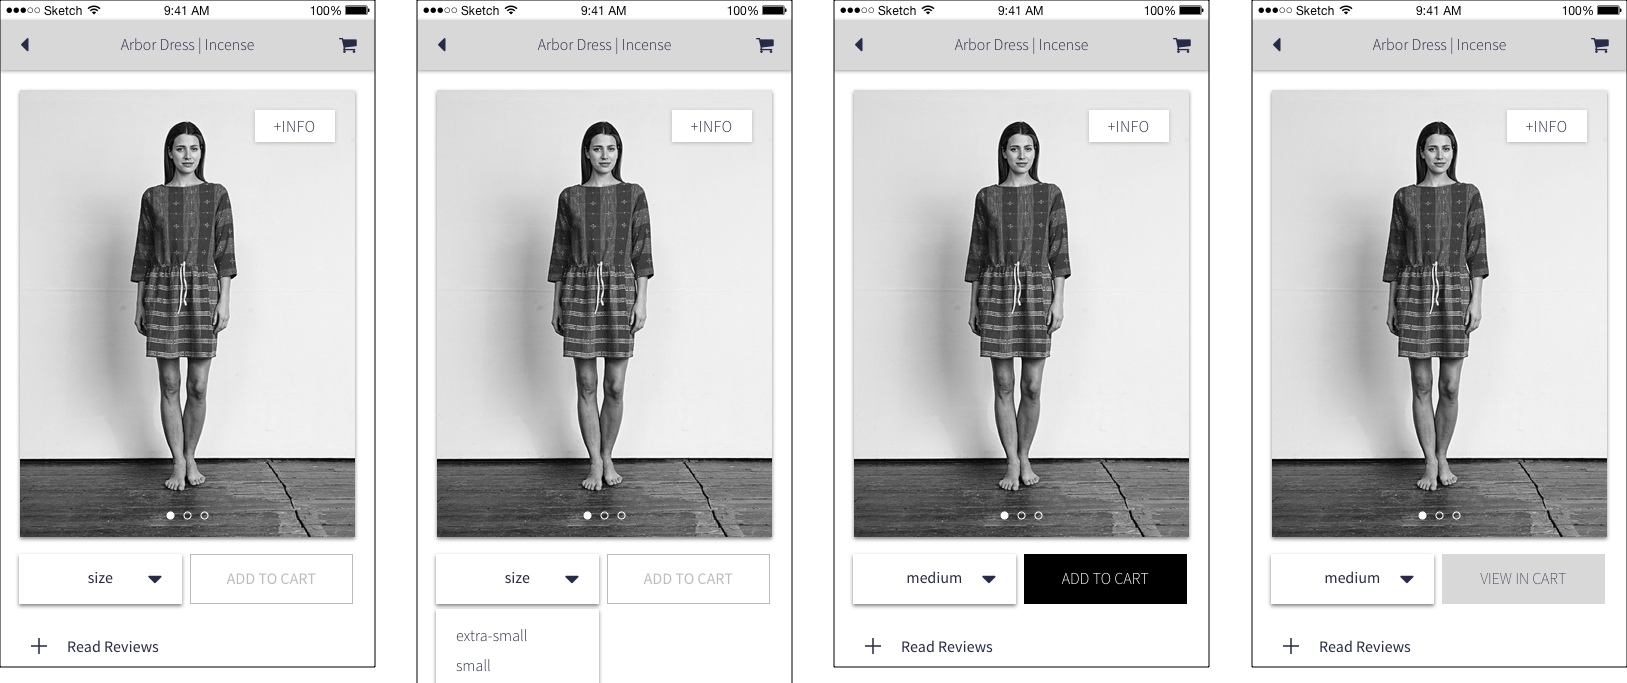 Sketch 9:41 AM 100%
Arbor Dress | Incense
+INFO
size ADD TO CART
Read Reviews
Sketch 9:41 AM 100%
Arbor Dress | Incense
+INFO
size ADD TO CART
extra-small
small
Sketch 9:41 AM 100%
Arbor Dress | Incense
+INFO
medium ADD TO CART
Read Reviews
Sketch 9:41 AM 100%
Arbor Dress | Incense
+INFO
medium VIEW IN CART
Read Reviews